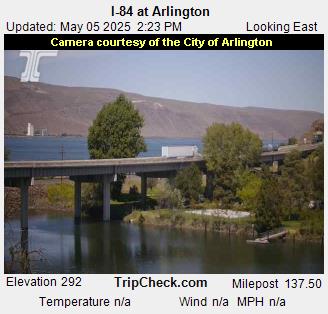 I-84 at Arlington
Updated: May 05 2025 2:23 PM Looking East
Camera courtesy of the City of Arlington
Elevation 292 TripCheck.com Milepost 137.50
Temperature n/a Wind n/a MPH n/a